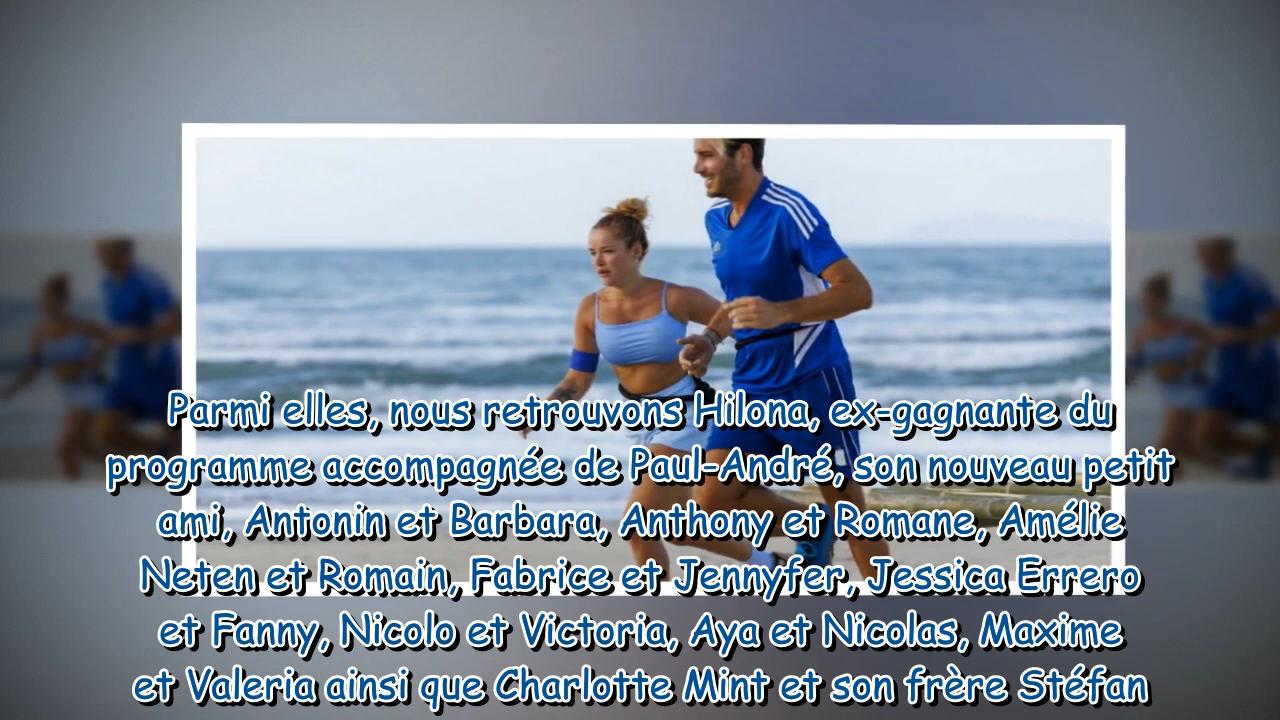 Parmi elles, nous retrouvons Hilona, ex-gagnante du
programme accompagnée de Paul-André, son nouveau petit
ami, Antonin et Barbara, Anthony et Romane, Amélie
Neten et Romain, Fabrice et Jennyfer, Jessica Errero
et Fanny, Nicolo et Victoria, Aya et Nicolas, Maxime
et Valeria ainsi que Charlotte Mint et son frère Stéfan